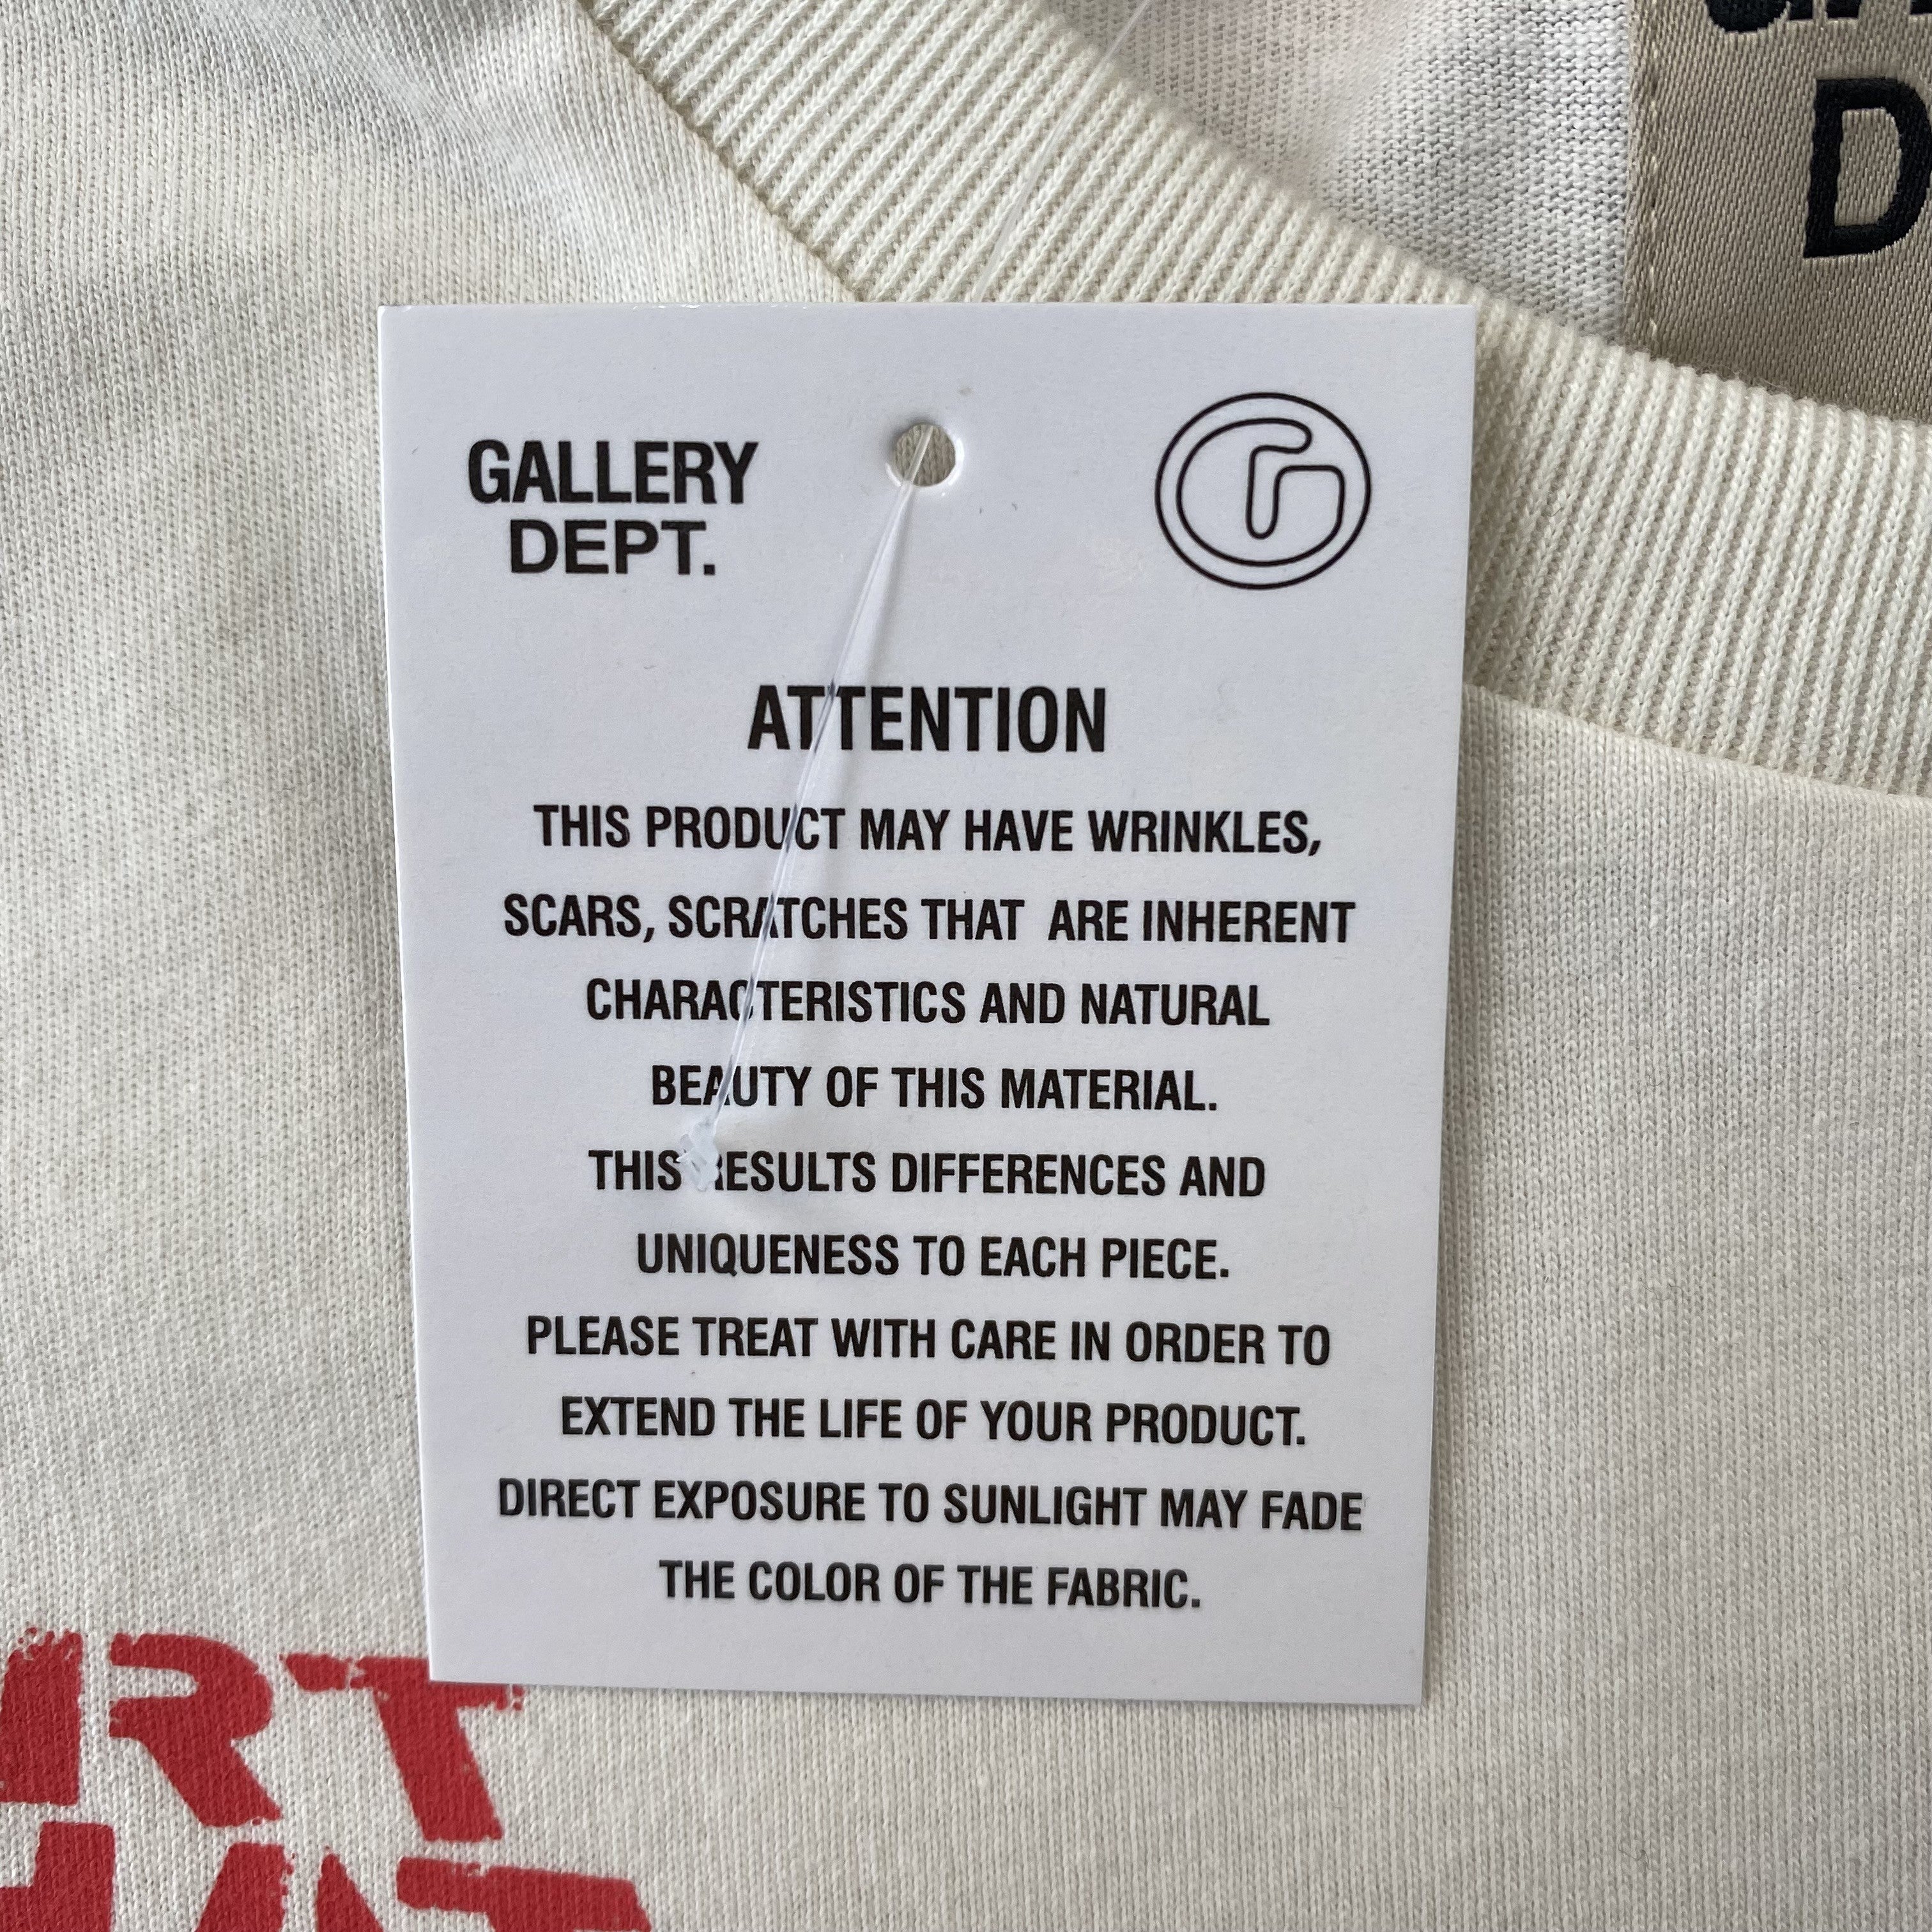 D
GALLERY
DEPT.
ATTENTION
THIS PRODUCT MAY HAVE WRINKLES,
SCARS, SCRATCHES THAT ARE INHERENT
CHARACTERISTICS AND NATURAL
BEAUTY OF THIS MATERIAL.
THIS RESULTS DIFFERENCES AND
UNIQUENESS TO EACH PIECE.
PLEASE TREAT WITH CARE IN ORDER TO
EXTEND THE LIFE OF YOUR PRODUCT.
DIRECT EXPOSURE TO SUNLIGHT MAY FADE
THE COLOR OF THE FABRIC.
RT